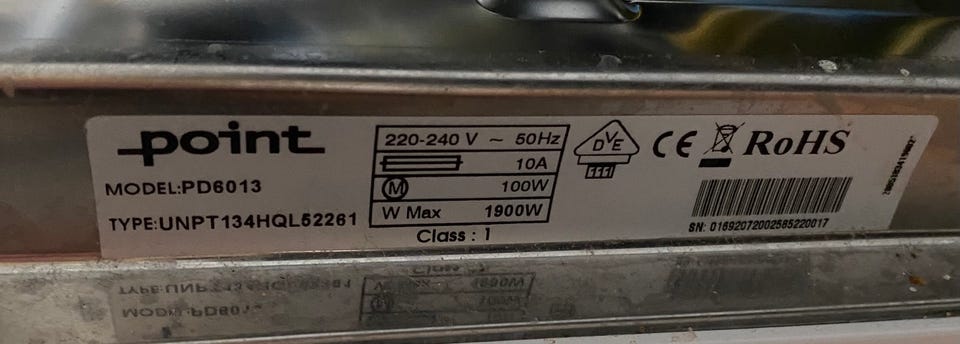 point
MODEL:PD6013
TYPE:UNPT134HQL52261
220-240 V ~ 50Hz
10A
M 100W
W Max 1900W
Class : 1
DVE
CE RoHS
SN: 01692072002585220017